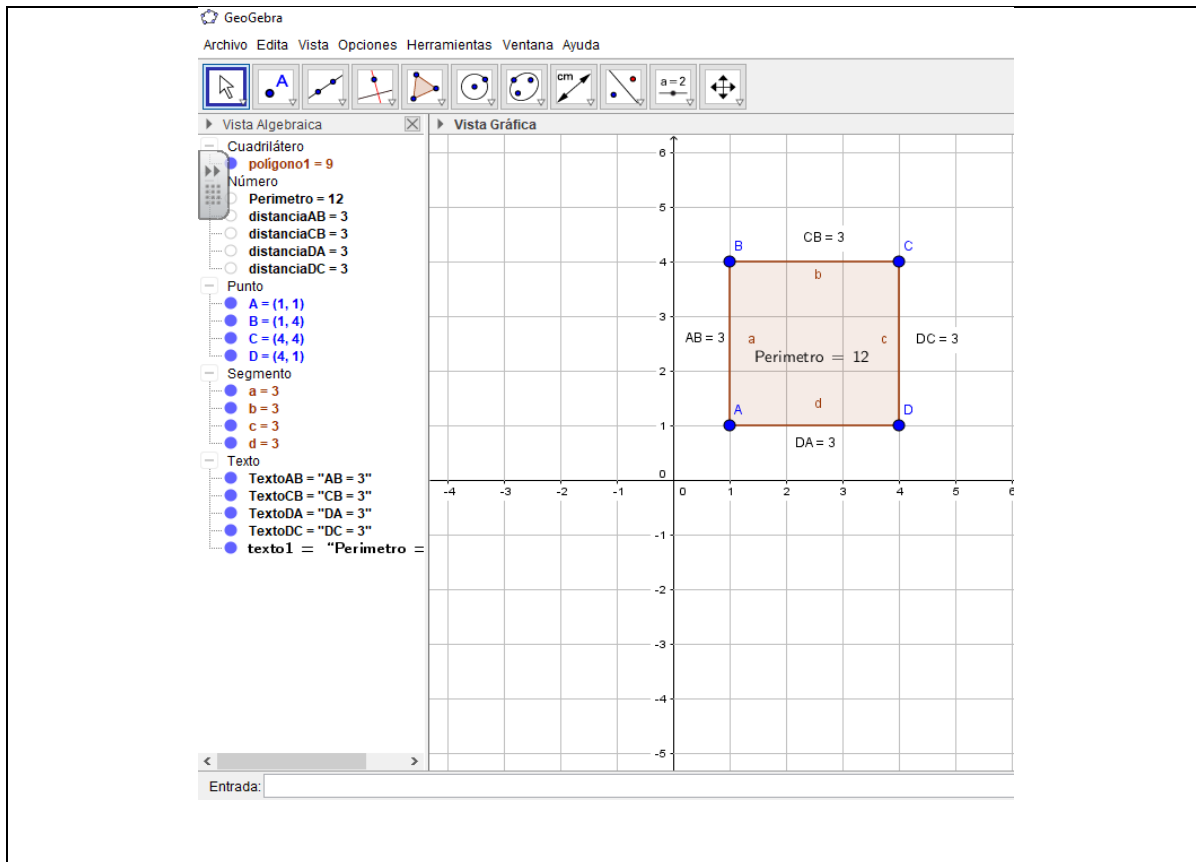 GeoGebra
Archivo Edita Vista Opciones Herramientas Ventana Ayuda
A
cm
a=2
Vista Algebraica
Vista Gráfica
Cuadrilátero
polígono1 = 9
Número
Perimetro = 12
distanciaAB = 3
distanciaCB = 3
distanciaDA = 3
distanciaDC = 3
Punto
A = (1, 1)
B = (1, 4)
C = (4, 4)
D = (4, 1)
Segmento
a = 3
b = 3
c = 3
d = 3
Texto
TextoAB = "AB = 3"
TextoCB = "CB = 3"
TextoDA = "DA = 3"
TextoDC = "DC = 3"
texto1 = “Perimetro =
6
5
CB = 3
B
C
4
b
3
AB = 3
a
c
DC = 3
Perimetro = 12
2
d
A
D
1
DA = 3
0
-4 -3 -2 -1 0 1 2 3 4 5 6
-1
-2
-3
-4
-5
Entrada: